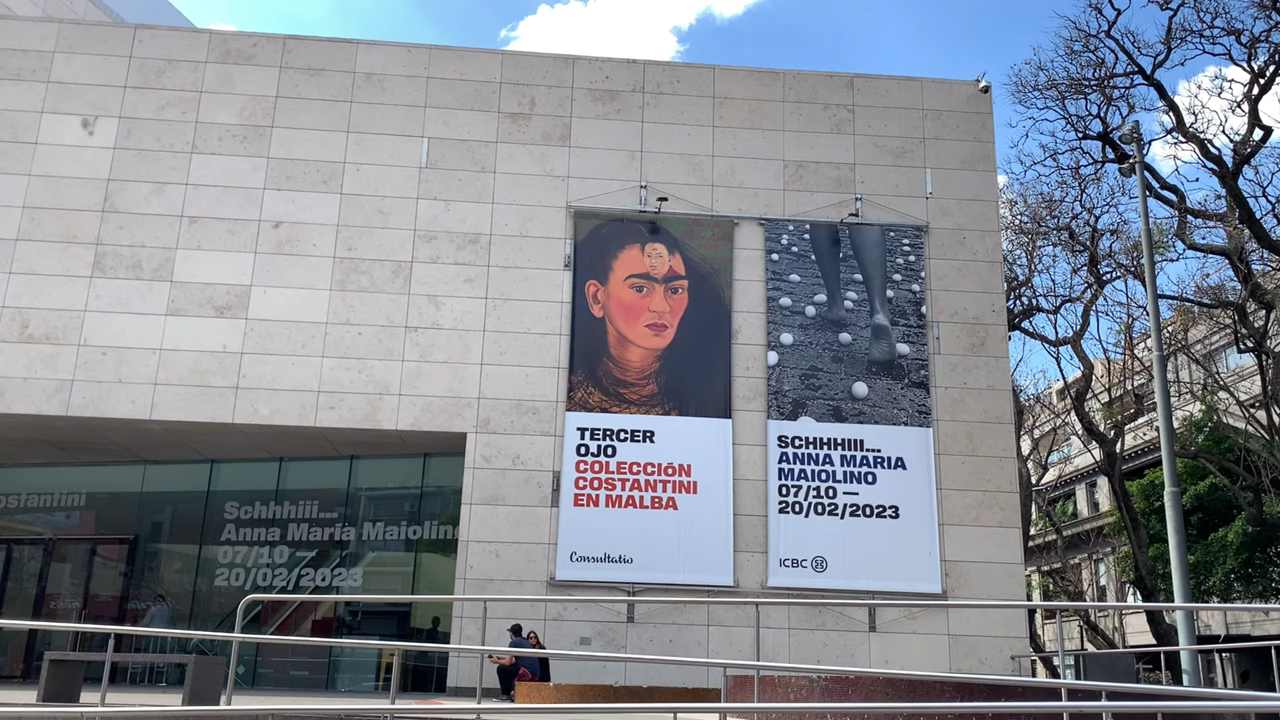 TERCER
OJO
COLECCIÓN
COSTANTINI
EN MALBA
Consultatio
SCHHHIII...
ANNA MARIA
MAIOLINO
07/10 —
20/02/2023
ICBC
ostantini
Schhhiii...
Anna Maria Maiolino
07/10 —
20/02/2023